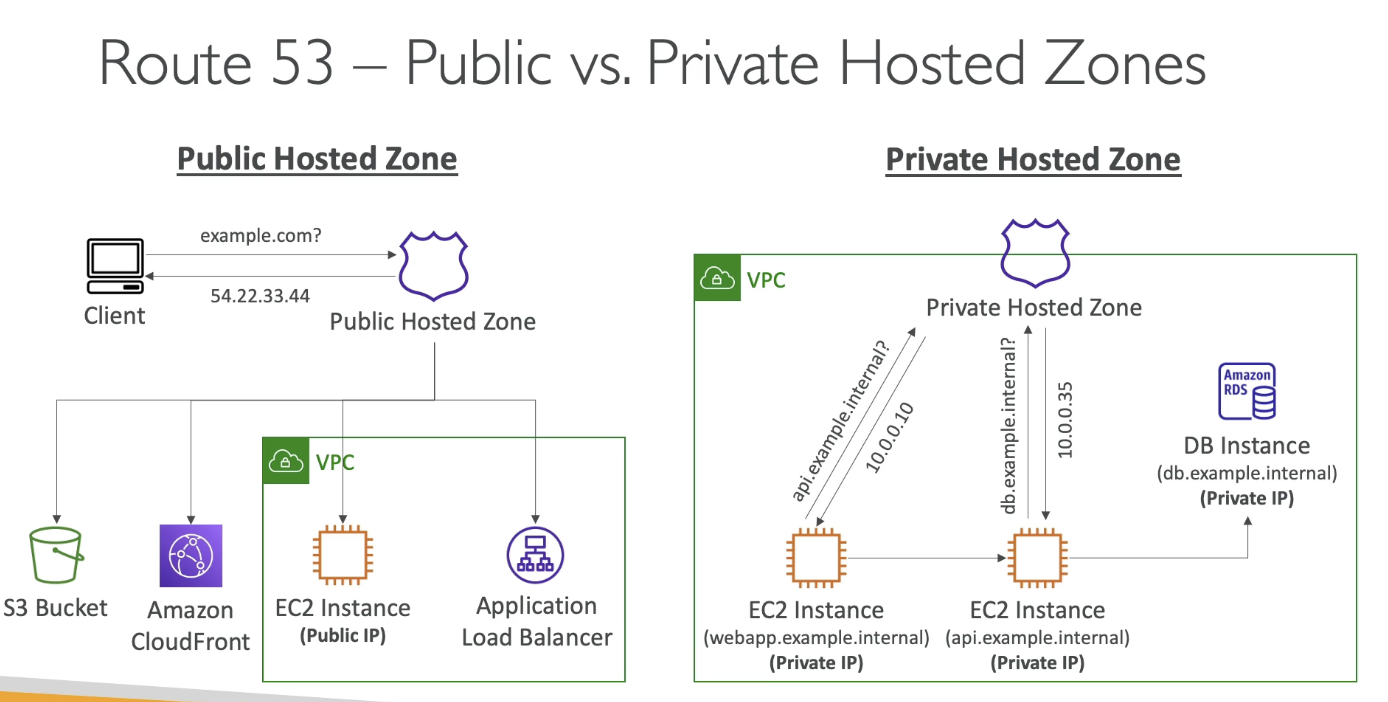 Route 53 – Public vs. Private Hosted Zones
Public Hosted Zone
example.com?
54.22.33.44
Client
Public Hosted Zone
VPC
S3 Bucket
Amazon
CloudFront
EC2 Instance
(Public IP)
Application
Load Balancer
Private Hosted Zone
VPC
Private Hosted Zone
api.example.internal?
10.0.0.10
db.example.internal?
10.0.0.35
Amazon
RDS
DB Instance
(db.example.internal)
(Private IP)
EC2 Instance
(webapp.example.internal)
(Private IP)
EC2 Instance
(api.example.internal)
(Private IP)